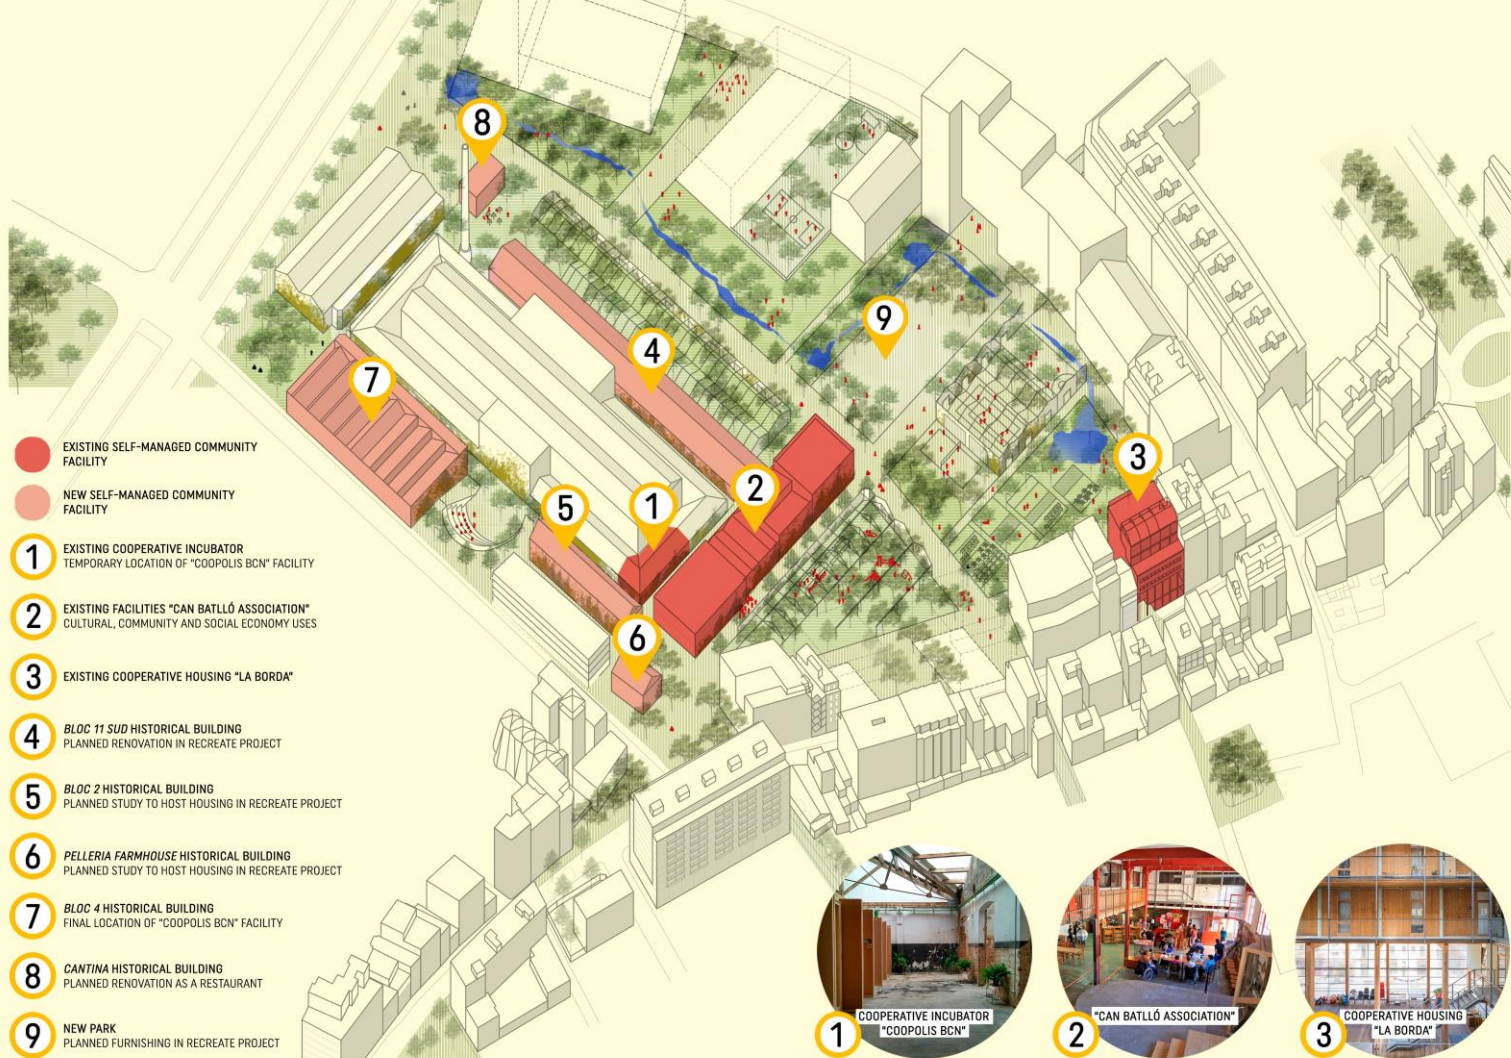 8
9
4
7
3
2
1
5
6
EXISTING SELF-MANAGED COMMUNITY
FACILITY
NEW SELF-MANAGED COMMUNITY
FACILITY
1
EXISTING COOPERATIVE INCUBATOR
TEMPORARY LOCATION OF "COOPOLIS BCN" FACILITY
2
EXISTING FACILITIES "CAN BATLLÓ ASSOCIATION"
CULTURAL, COMMUNITY AND SOCIAL ECONOMY USES
3
EXISTING COOPERATIVE HOUSING "LA BORDA"
4
BLOC 11 SUD HISTORICAL BUILDING
PLANNED RENOVATION IN RECREATE PROJECT
5
BLOC 2 HISTORICAL BUILDING
PLANNED STUDY TO HOST HOUSING IN RECREATE PROJECT
6
PELLERIA FARMHOUSE HISTORICAL BUILDING
PLANNED STUDY TO HOST HOUSING IN RECREATE PROJECT
7
BLOC 4 HISTORICAL BUILDING
FINAL LOCATION OF "COOPOLIS BCN" FACILITY
8
CANTINA HISTORICAL BUILDING
PLANNED RENOVATION AS A RESTAURANT
9
NEW PARK
PLANNED FURNISHING IN RECREATE PROJECT
1
COOPERATIVE INCUBATOR
"COOPOLIS BCN"
2
"CAN BATLLÓ ASSOCIATION"
3
COOPERATIVE HOUSING
"LA BORDA"